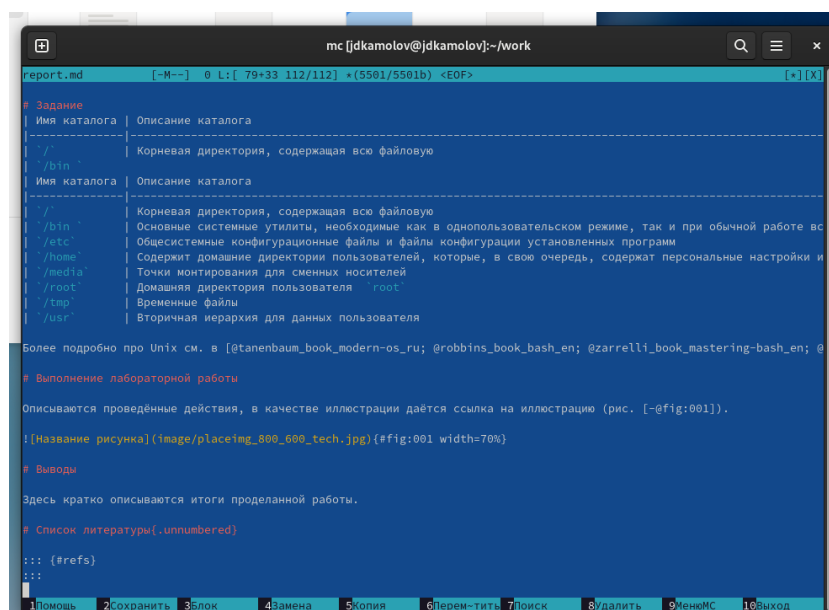 mc [jdkamolov@jdkamolov]:~/work
report.md [-M--] 0 L:[ 79+33 112/112] *(5501/5501b) <EOF> [*][X]
# Задание
| Имя каталога | Описание каталога
|--------------|------------------------------------------------------------
| `/` | Корневая директория, содержащая всю файловую
| `/bin `
| Имя каталога | Описание каталога
|--------------|------------------------------------------------------------
| `/` | Корневая директория, содержащая всю файловую
| `/bin ` | Основные системные утилиты, необходимые как в однопользовательском режиме, так и при обычной работе вс
| `/etc` | Общесистемные конфигурационные файлы и файлы конфигурации установленных программ
| `/home` | Содержит домашние директории пользователей, которые, в свою очередь, содержат персональные настройки и
| `/media` | Точки монтирования для сменных носителей
| `/root` | Домашняя директория пользователя `root`
| `/tmp` | Временные файлы
| `/usr` | Вторичная иерархия для данных пользователя
Более подробно про Unix см. в [@tanenbaum_book_modern-os_ru; @robbins_book_bash_en; @zarrelli_book_mastering-bash_en; @
# Выполнение лабораторной работы
Описываются проведённые действия, в качестве иллюстрации даётся ссылка на иллюстрацию (рис. [-@fig:001]).
![Название рисунка](image/placeimg_800_600_tech.jpg){#fig:001 width=70%}
# Выводы
Здесь кратко описываются итоги проделанной работы.
# Список литературы{.unnumbered}
::: {#refs}
:::
1Помощь 2Сохранить 3Блок 4Замена 5Копия 6Перем~тить 7Поиск 8Удалить 9МенюMC 10Выход